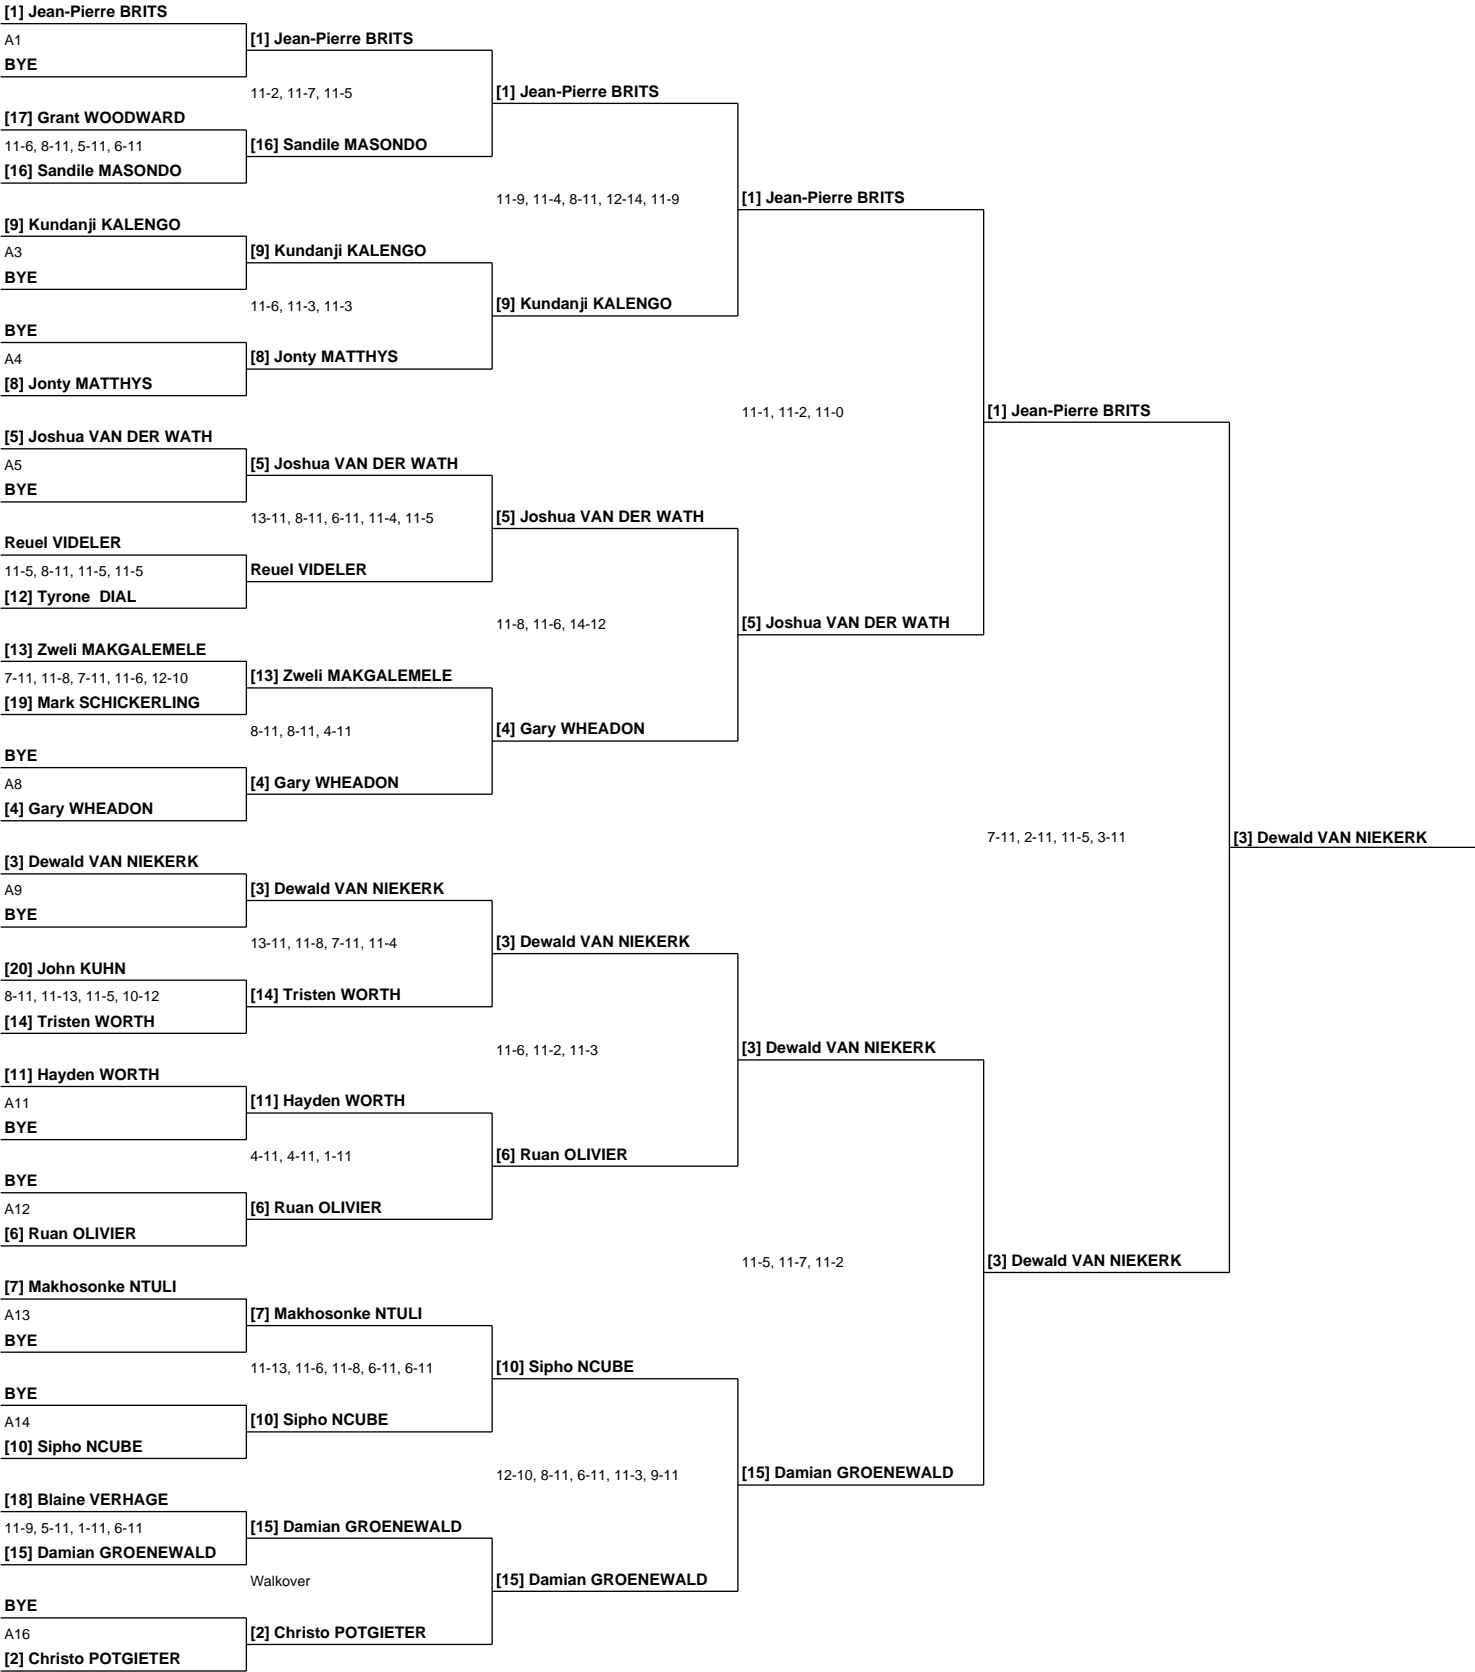 [1] Jean-Pierre BRITS
A1
[1] Jean-Pierre BRITS
BYE
11-2, 11-7, 11-5
[1] Jean-Pierre BRITS
[17] Grant WOODWARD
11-6, 8-11, 5-11, 6-11
[16] Sandile MASONDO
[16] Sandile MASONDO
11-9, 11-4, 8-11, 12-14, 11-9
[1] Jean-Pierre BRITS
[9] Kundanji KALENGO
A3
[9] Kundanji KALENGO
BYE
11-6, 11-3, 11-3
[9] Kundanji KALENGO
BYE
A4
[8] Jonty MATTHYS
[8] Jonty MATTHYS
11-1, 11-2, 11-0
[1] Jean-Pierre BRITS
[5] Joshua VAN DER WATH
A5
[5] Joshua VAN DER WATH
BYE
13-11, 8-11, 6-11, 11-4, 11-5
[5] Joshua VAN DER WATH
Reuel VIDELER
11-5, 8-11, 11-5, 11-5
Reuel VIDELER
[12] Tyrone  DIAL
11-8, 11-6, 14-12
[5] Joshua VAN DER WATH
[13] Zweli MAKGALEMELE
7-11, 11-8, 7-11, 11-6, 12-10
[13] Zweli MAKGALEMELE
[19] Mark SCHICKERLING
8-11, 8-11, 4-11
[4] Gary WHEADON
BYE
A8
[4] Gary WHEADON
[4] Gary WHEADON
7-11, 2-11, 11-5, 3-11
[3] Dewald VAN NIEKERK
[3] Dewald VAN NIEKERK
A9
[3] Dewald VAN NIEKERK
BYE
13-11, 11-8, 7-11, 11-4
[3] Dewald VAN NIEKERK
[20] John KUHN
8-11, 11-13, 11-5, 10-12
[14] Tristen WORTH
[14] Tristen WORTH
11-6, 11-2, 11-3
[3] Dewald VAN NIEKERK
[11] Hayden WORTH
A11
[11] Hayden WORTH
BYE
4-11, 4-11, 1-11
[6] Ruan OLIVIER
BYE
A12
[6] Ruan OLIVIER
[6] Ruan OLIVIER
11-5, 11-7, 11-2
[3] Dewald VAN NIEKERK
[7] Makhosonke NTULI
A13
[7] Makhosonke NTULI
BYE
11-13, 11-6, 11-8, 6-11, 6-11
[10] Sipho NCUBE
BYE
A14
[10] Sipho NCUBE
[10] Sipho NCUBE
12-10, 8-11, 6-11, 11-3, 9-11
[15] Damian GROENEWALD
[18] Blaine VERHAGE
11-9, 5-11, 1-11, 6-11
[15] Damian GROENEWALD
[15] Damian GROENEWALD
Walkover
[15] Damian GROENEWALD
BYE
A16
[2] Christo POTGIETER
[2] Christo POTGIETER